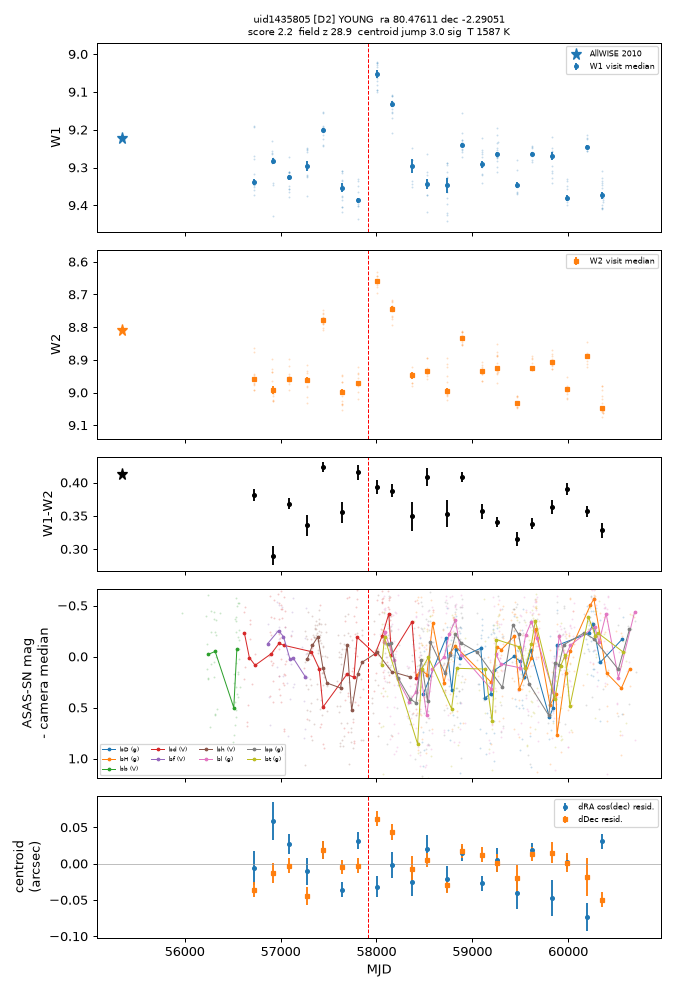 uid1435805 [D2] YOUNG ra 80.47611 dec -2.29051
score 2.2 field z 28.9 centroid jump 3.0 sig T 1587 K
9.0
9.1
9.2
9.3
9.4
W1
AllWISE 2010
W1 visit median
8.6
8.7
8.8
8.9
9.0
9.1
W2
W2 visit median
0.40
0.35
0.30
W1-W2
−0.5
0.0
0.5
1.0
ASAS-SN mag
- camera median
bD (g)
bH (g)
bb (V)
bd (V)
bf (V)
bh (V)
bl (g)
bp (g)
bt (g)
0.05
0.00
−0.05
−0.10
centroid
(arcsec)
dRA cos(dec) resid.
dDec resid.
56000
57000
58000
59000
60000
MJD